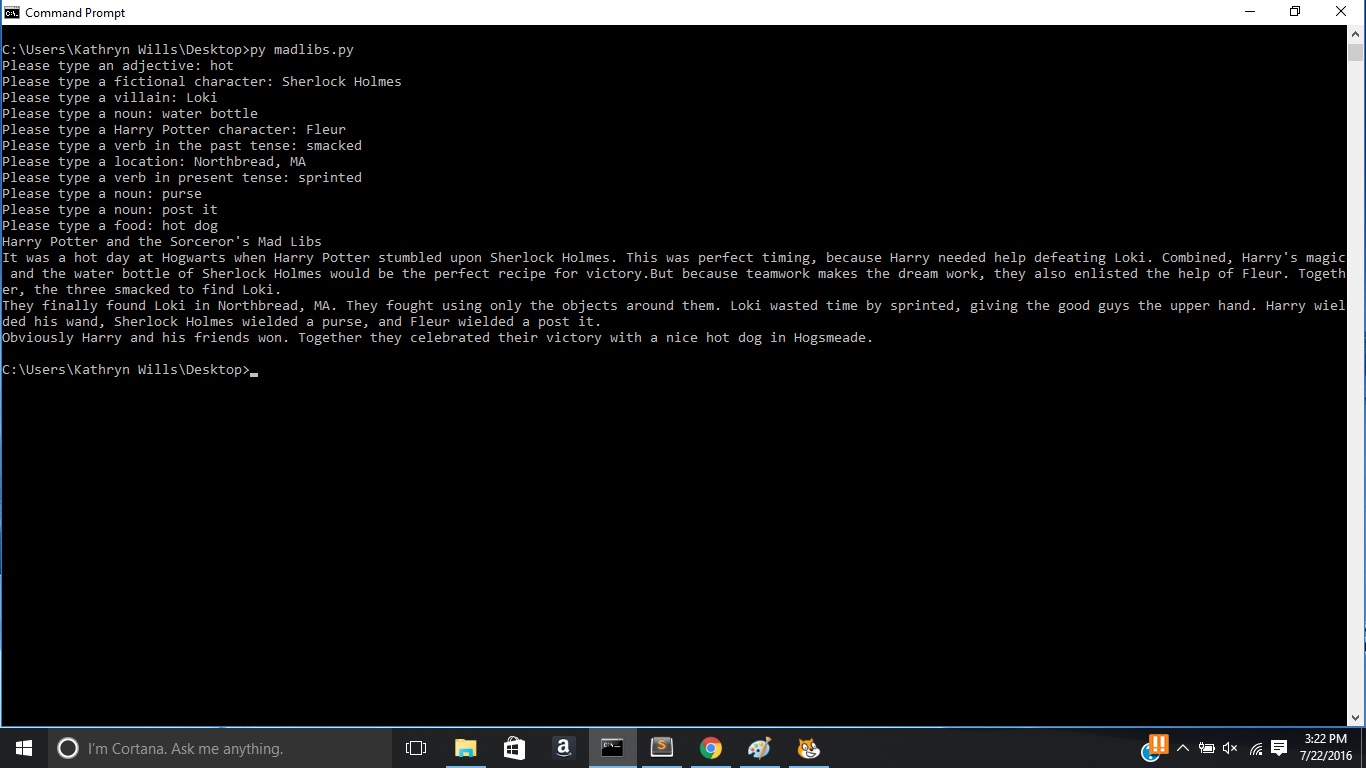 Command Prompt
C:\Users\Kathryn Wills\Desktop>py madlibs.py
Please type an adjective: hot
Please type a fictional character: Sherlock Holmes
Please type a villain: Loki
Please type a noun: water bottle
Please type a Harry Potter character: Fleur
Please type a verb in the past tense: smacked
Please type a location: Northbread, MA
Please type a verb in present tense: sprinted
Please type a noun: purse
Please type a noun: post it
Please type a food: hot dog
Harry Potter and the Sorceror's Mad Libs
It was a hot day at Hogwarts when Harry Potter stumbled upon Sherlock Holmes. This was perfect timing, because Harry needed help defeating Loki. Combined, Harry's magic
and the water bottle of Sherlock Holmes would be the perfect recipe for victory.But because teamwork makes the dream work, they also enlisted the help of Fleur. Togeth
er, the three smacked to find Loki.
They finally found Loki in Northbread, MA. They fought using only the objects around them. Loki wasted time by sprinted, giving the good guys the upper hand. Harry wiel
ded his wand, Sherlock Holmes wielded a purse, and Fleur wielded a post it.
Obviously Harry and his friends won. Together they celebrated their victory with a nice hot dog in Hogsmeade.
C:\Users\Kathryn Wills\Desktop>
I'm Cortana. Ask me anything.
3:22 PM
7/22/2016